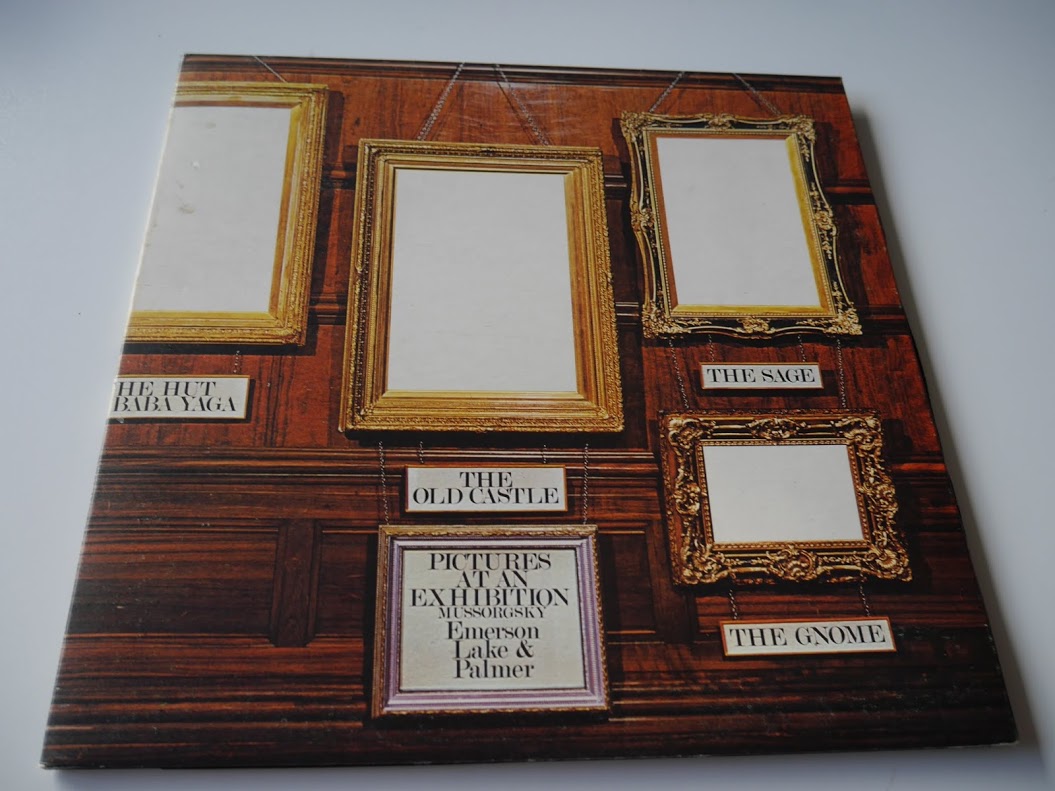 HE HUT
BABA YAGA
THE
OLD CASTLE
THE SAGE
THE GNOME
PICTURES
AT AN
EXHIBITION
MUSSORGSKY
Emerson
Lake &
Palmer